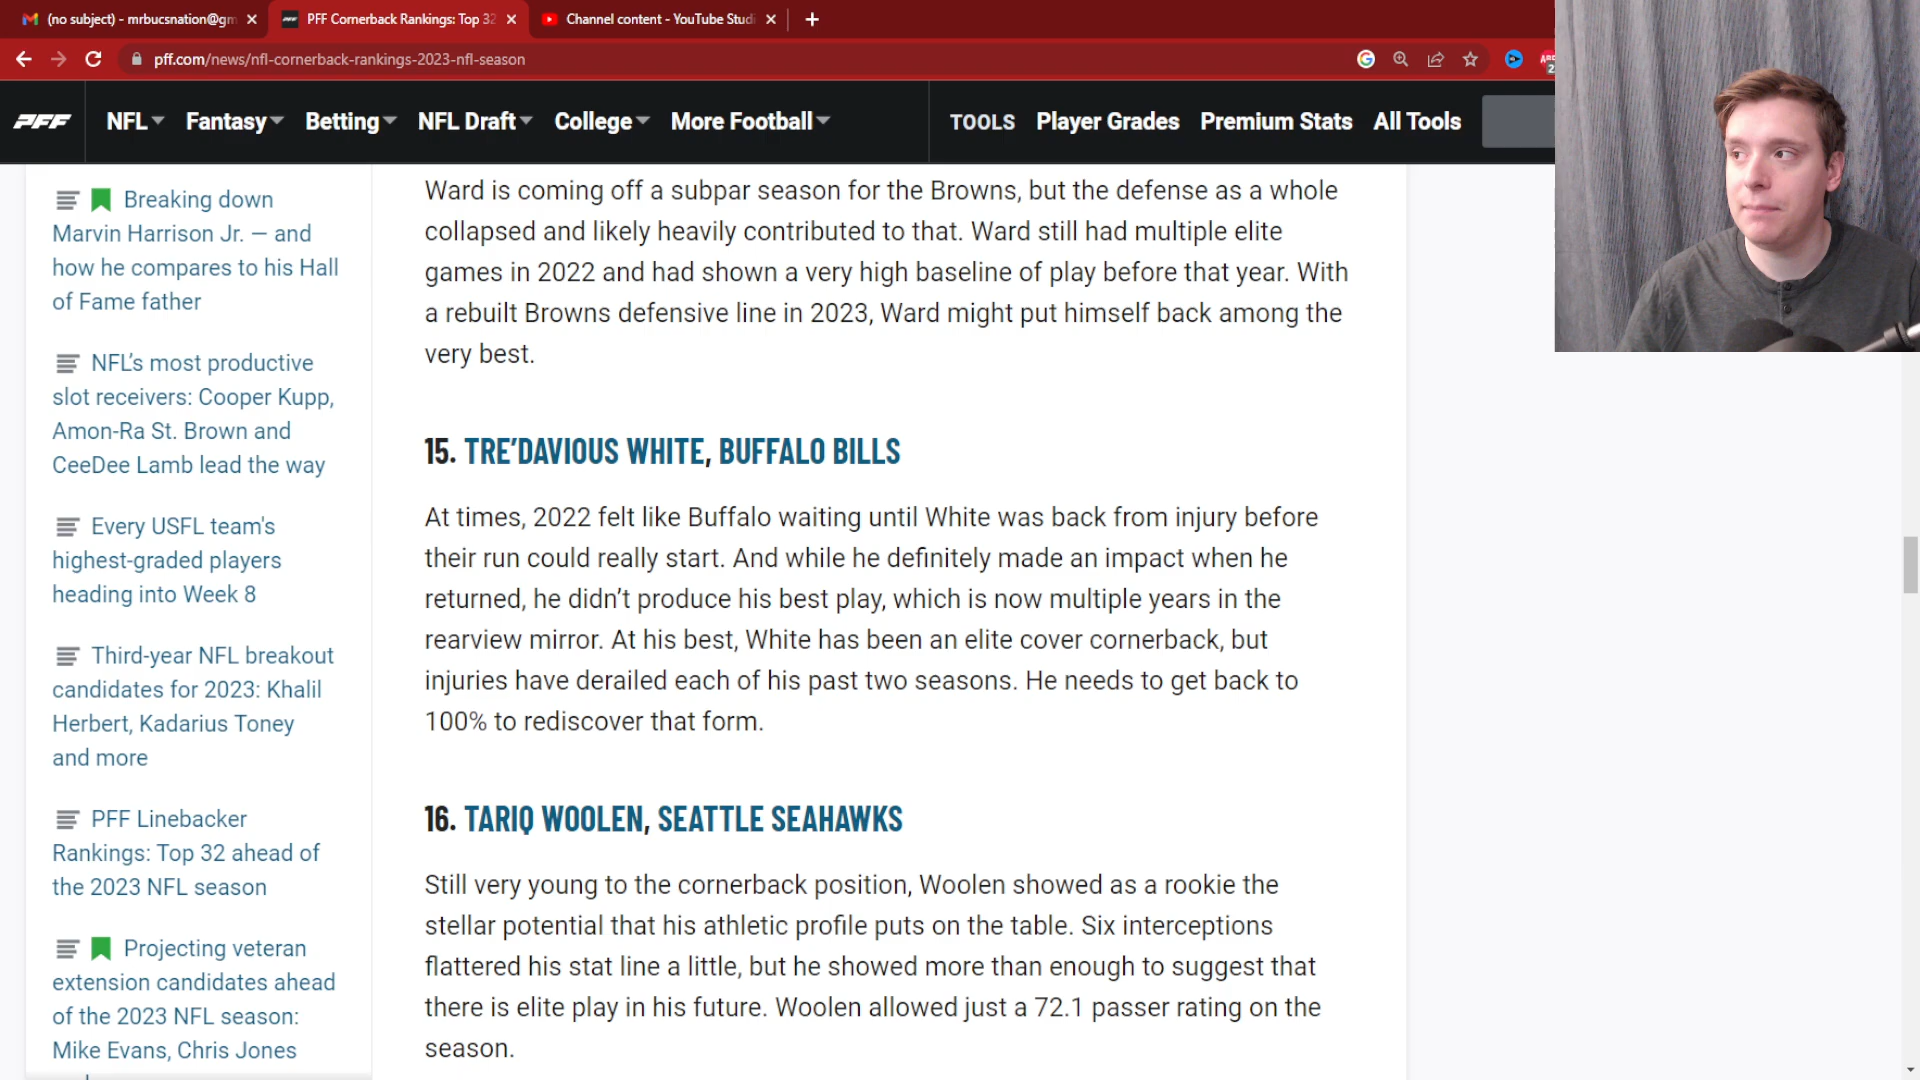 (no subject) - mrbucsnation@gm
PFF Cornerback Rankings: Top 32
Channel content - YouTube Studi
pff.com/news/nfl-cornerback-rankings-2023-nfl-season
PFF
NFL
Fantasy
Betting
NFL Draft
College
More Football
TOOLS
Player Grades
Premium Stats
All Tools
Breaking down
Marvin Harrison Jr. — and
how he compares to his Hall
of Fame father
NFL’s most productive
slot receivers: Cooper Kupp,
Amon-Ra St. Brown and
CeeDee Lamb lead the way
Every USFL team's
highest-graded players
heading into Week 8
Third-year NFL breakout
candidates for 2023: Khalil
Herbert, Kadarius Toney
and more
PFF Linebacker
Rankings: Top 32 ahead of
the 2023 NFL season
Projecting veteran
extension candidates ahead
of the 2023 NFL season:
Mike Evans, Chris Jones
Ward is coming off a subpar season for the Browns, but the defense as a whole
collapsed and likely heavily contributed to that. Ward still had multiple elite
games in 2022 and had shown a very high baseline of play before that year. With
a rebuilt Browns defensive line in 2023, Ward might put himself back among the
very best.
15. TRE’DAVIOUS WHITE, BUFFALO BILLS
At times, 2022 felt like Buffalo waiting until White was back from injury before
their run could really start. And while he definitely made an impact when he
returned, he didn’t produce his best play, which is now multiple years in the
rearview mirror. At his best, White has been an elite cover cornerback, but
injuries have derailed each of his past two seasons. He needs to get back to
100% to rediscover that form.
16. TARIQ WOOLEN, SEATTLE SEAHAWKS
Still very young to the cornerback position, Woolen showed as a rookie the
stellar potential that his athletic profile puts on the table. Six interceptions
flattered his stat line a little, but he showed more than enough to suggest that
there is elite play in his future. Woolen allowed just a 72.1 passer rating on the
season.